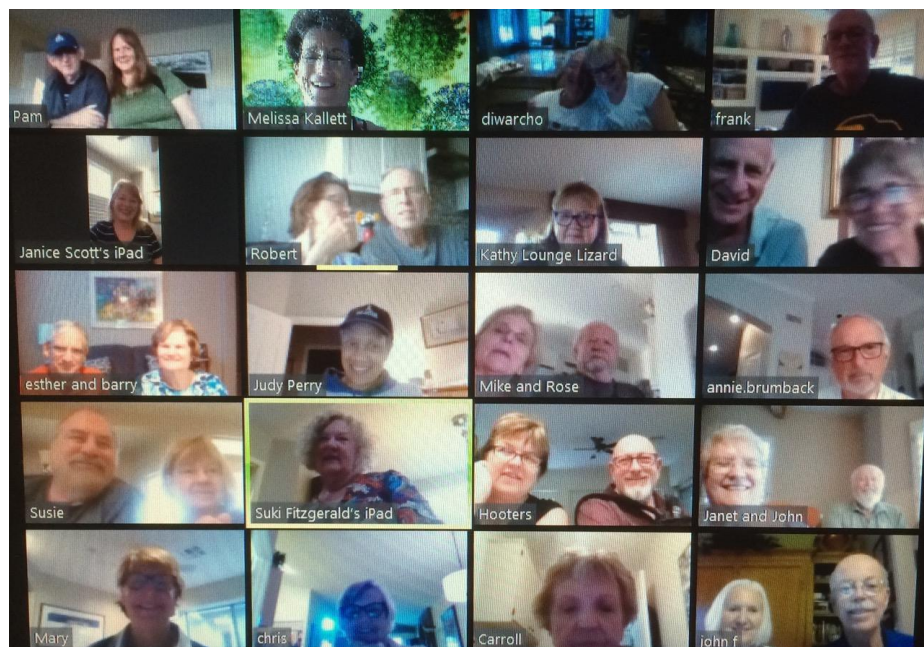 Pam
Melissa Kallett
diwarcho
frank
Janice Scott's iPad
Robert
Kathy Lounge Lizard
David
esther and barry
Judy Perry
Mike and Rose
annie.brumback
Susie
Suki Fitzgerald's iPad
Hooters
Janet and John
Mary
chris
Carroll
john f